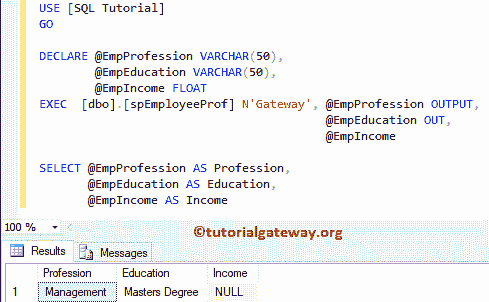 USE [SQL Tutorial]
GO
DECLARE @EmpProfession VARCHAR(50),
@EmpEducation VARCHAR(50),
@EmpIncome FLOAT
EXEC [dbo].[spEmployeeProf] N'Gateway', @EmpProfession OUTPUT,
@EmpEducation OUT,
@EmpIncome
SELECT @EmpProfession AS Profession,
@EmpEducation AS Education,
@EmpIncome AS Income
©tutorialgateway.org
100 %
Results Messages
Profession Education Income
1 Management Masters Degree NULL